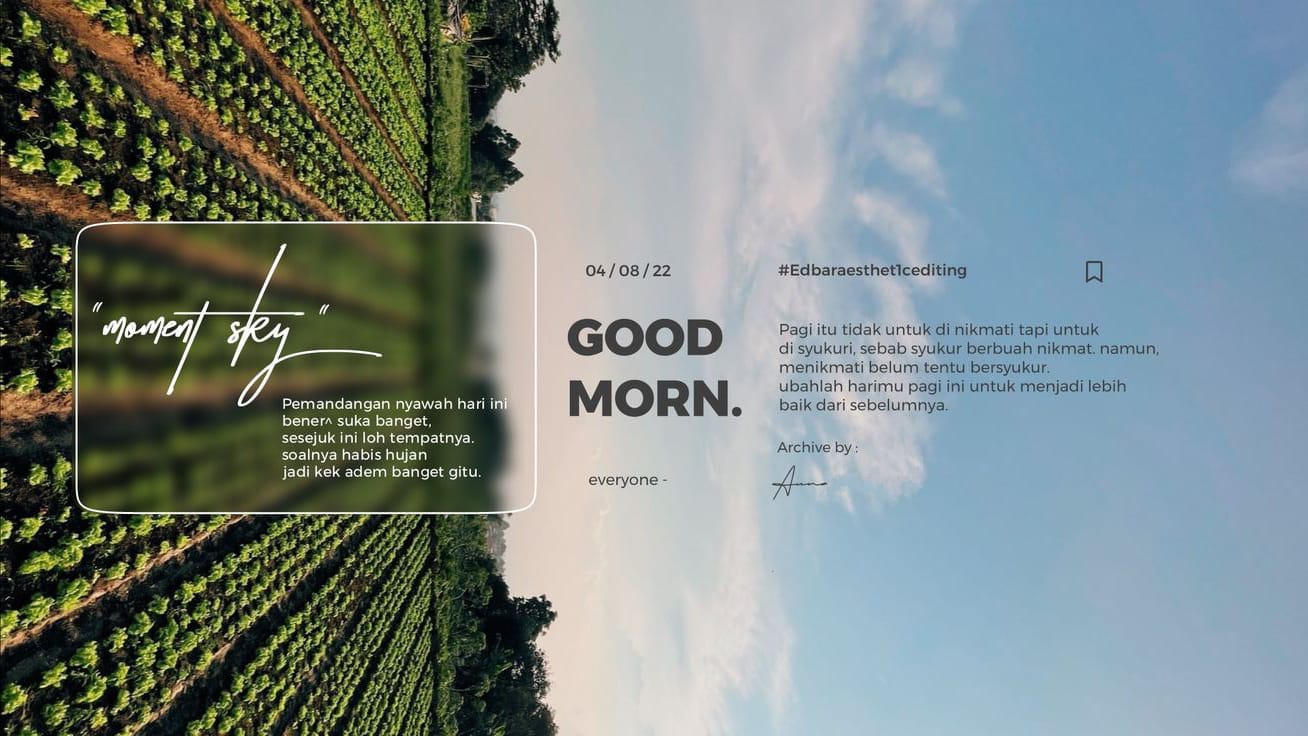 "moment sky"
Pemandangan nyawah hari ini
bener^ suka banget,
sesejuk ini loh tempatnya.
soalnya habis hujan
jadi kek adem banget gitu.
04 / 08 / 22
GOOD
MORN.
everyone -
#Edbaraesthet1cediting
Pagi itu tidak untuk di nikmati tapi untuk
di syukuri, sebab syukur berbuah nikmat. namun,
menikmati belum tentu bersyukur.
ubahlah harimu pagi ini untuk menjadi lebih
baik dari sebelumnya.
Archive by :